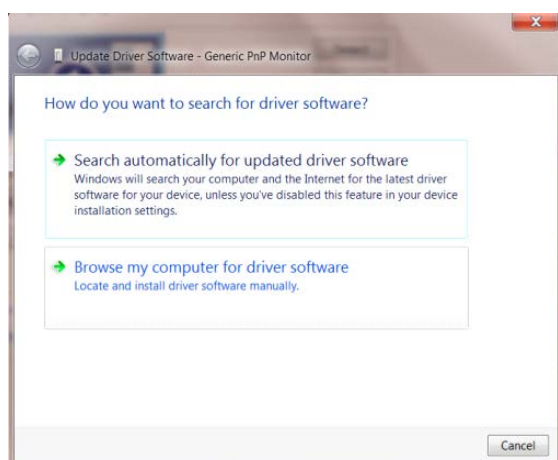 Update Driver Software - Generic PnP Monitor
How do you want to search for driver software?
Search automatically for updated driver software
Windows will search your computer and the Internet for the latest driver
software for your device, unless you've disabled this feature in your device
installation settings.
Browse my computer for driver software
Locate and install driver software manually.
Cancel